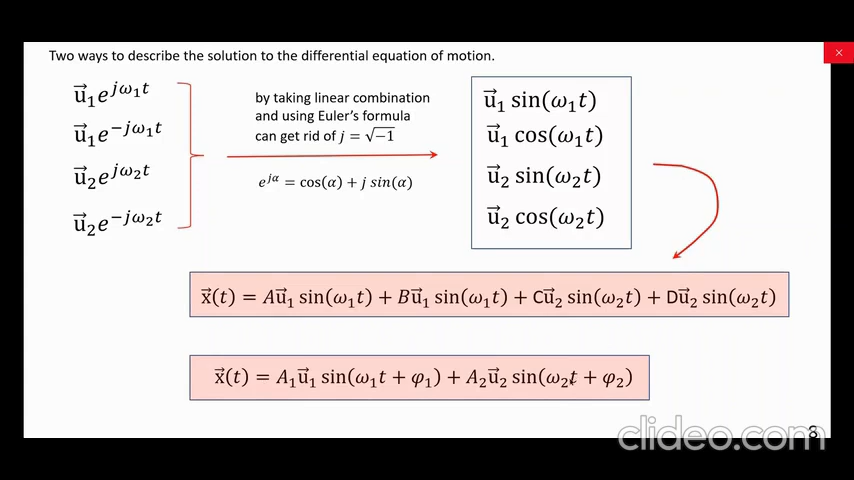 Two ways to describe the solution to the differential equation of motion.
u⃗₁e^{jω₁t}
u⃗₁e^{−jω₁t}
u⃗₂e^{jω₂t}
u⃗₂e^{−jω₂t}
by taking linear combination
and using Euler's formula
can get rid of j = √−1
e^{jα} = cos(α) + j sin(α)
u⃗₁ sin(ω₁t)
u⃗₁ cos(ω₁t)
u⃗₂ sin(ω₂t)
u⃗₂ cos(ω₂t)
x⃗(t) = Au⃗₁ sin(ω₁t) + Bu⃗₁ sin(ω₁t) + Cu⃗₂ sin(ω₂t) + Du⃗₂ sin(ω₂t)
x⃗(t) = A₁u⃗₁ sin(ω₁t + φ₁) + A₂u⃗₂ sin(ω₂t + φ₂)
8
clideo.com